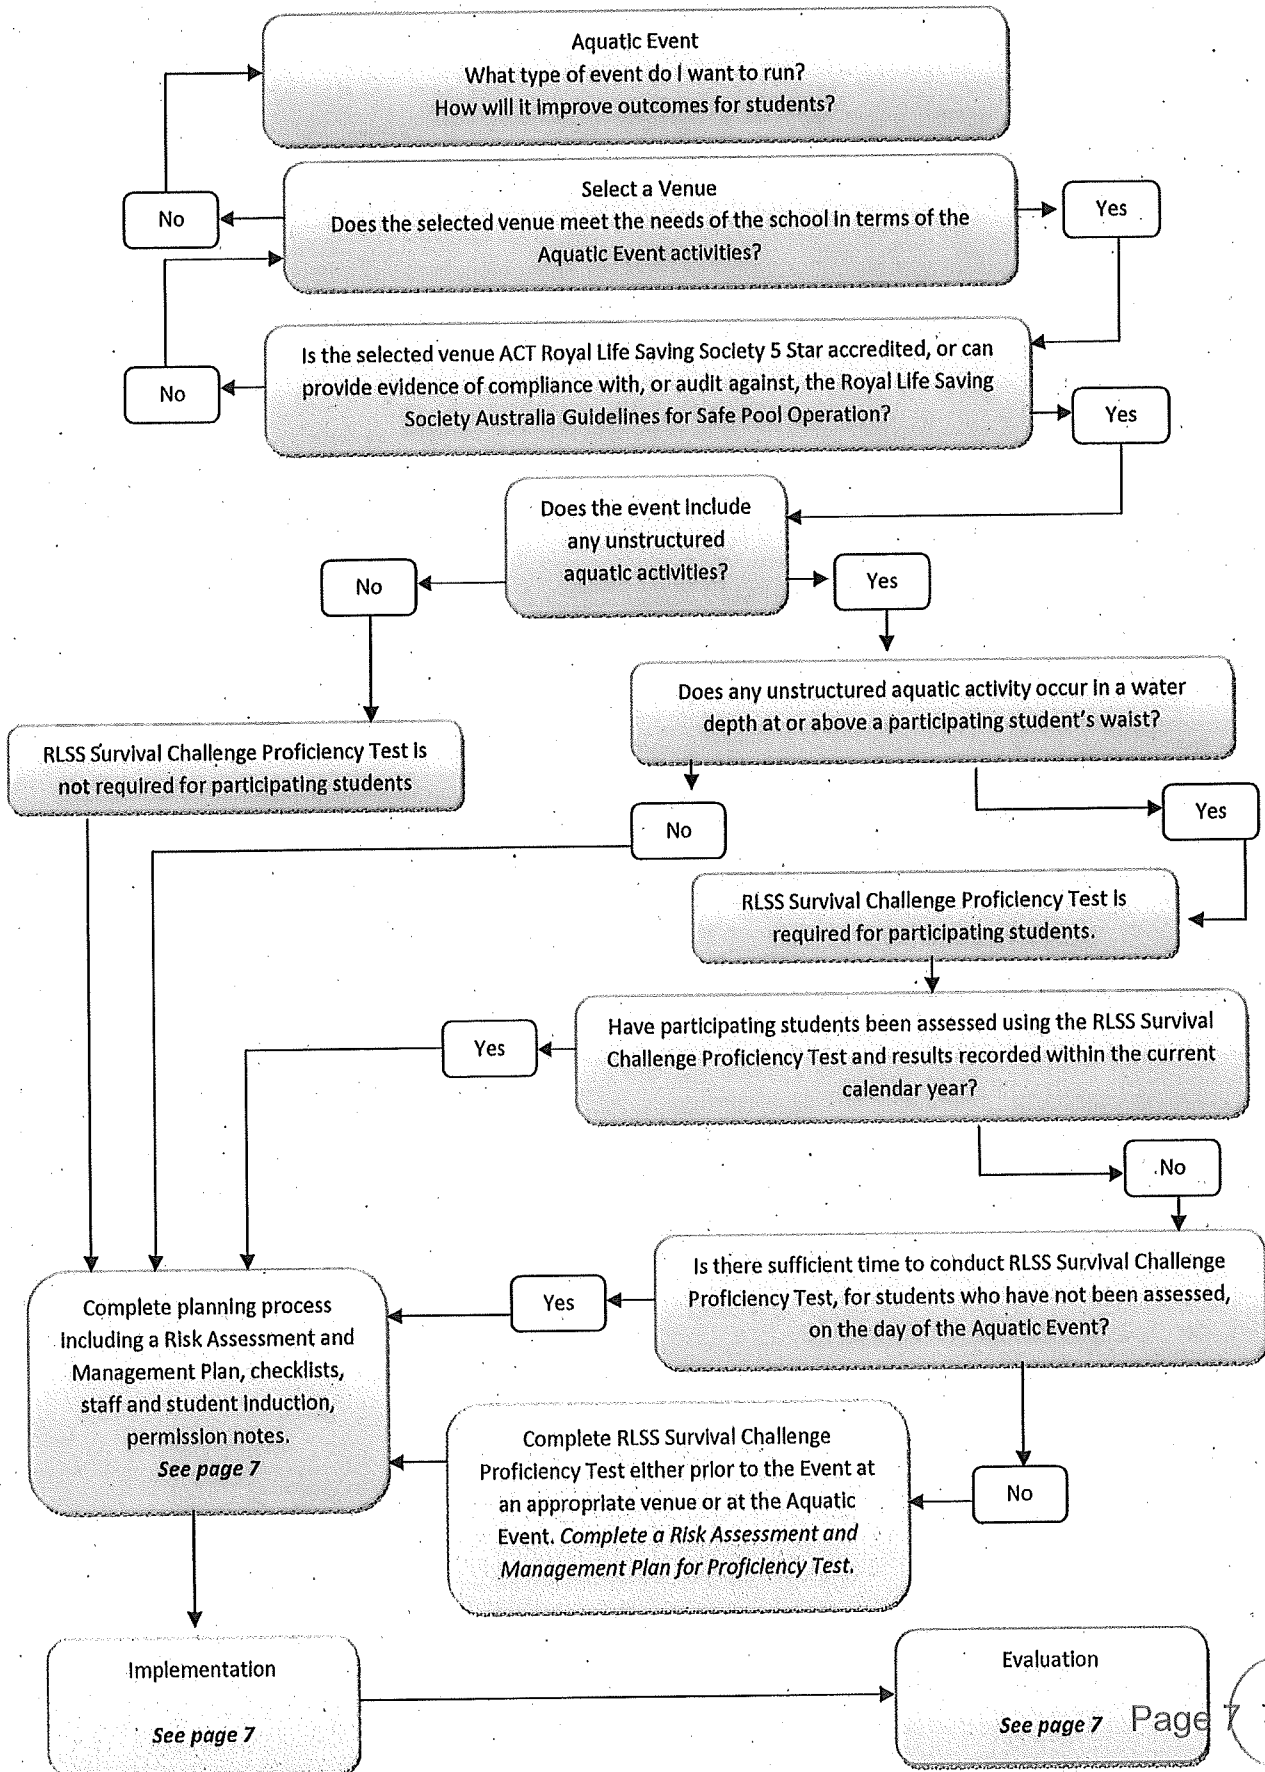 Aquatic Event
What type of event do I want to run?
How will it improve outcomes for students?
Select a Venue
Does the selected venue meet the needs of the school in terms of the
Aquatic Event activities?
No
Yes
Is the selected venue ACT Royal Life Saving Society 5 Star accredited, or can
provide evidence of compliance with, or audit against, the Royal Life Saving
Society Australia Guidelines for Safe Pool Operation?
No
Yes
Does the event include
any unstructured
aquatic activities?
No
Yes
Does any unstructured aquatic activity occur in a water
depth at or above a participating student's waist?
RLSS Survival Challenge Proficiency Test is
not required for participating students
No
Yes
RLSS Survival Challenge Proficiency Test is
required for participating students.
Have participating students been assessed using the RLSS Survival
Challenge Proficiency Test and results recorded within the current
calendar year?
Yes
No
Is there sufficient time to conduct RLSS Survival Challenge
Proficiency Test, for students who have not been assessed,
on the day of the Aquatic Event?
Yes
Complete planning process
including a Risk Assessment and
Management Plan, checklists,
staff and student induction,
permission notes.
See page 7
Complete RLSS Survival Challenge
Proficiency Test either prior to the Event at
an appropriate venue or at the Aquatic
Event. Complete a Risk Assessment and
Management Plan for Proficiency Test.
No
Implementation
See page 7
Evaluation
See page 7
Page 7